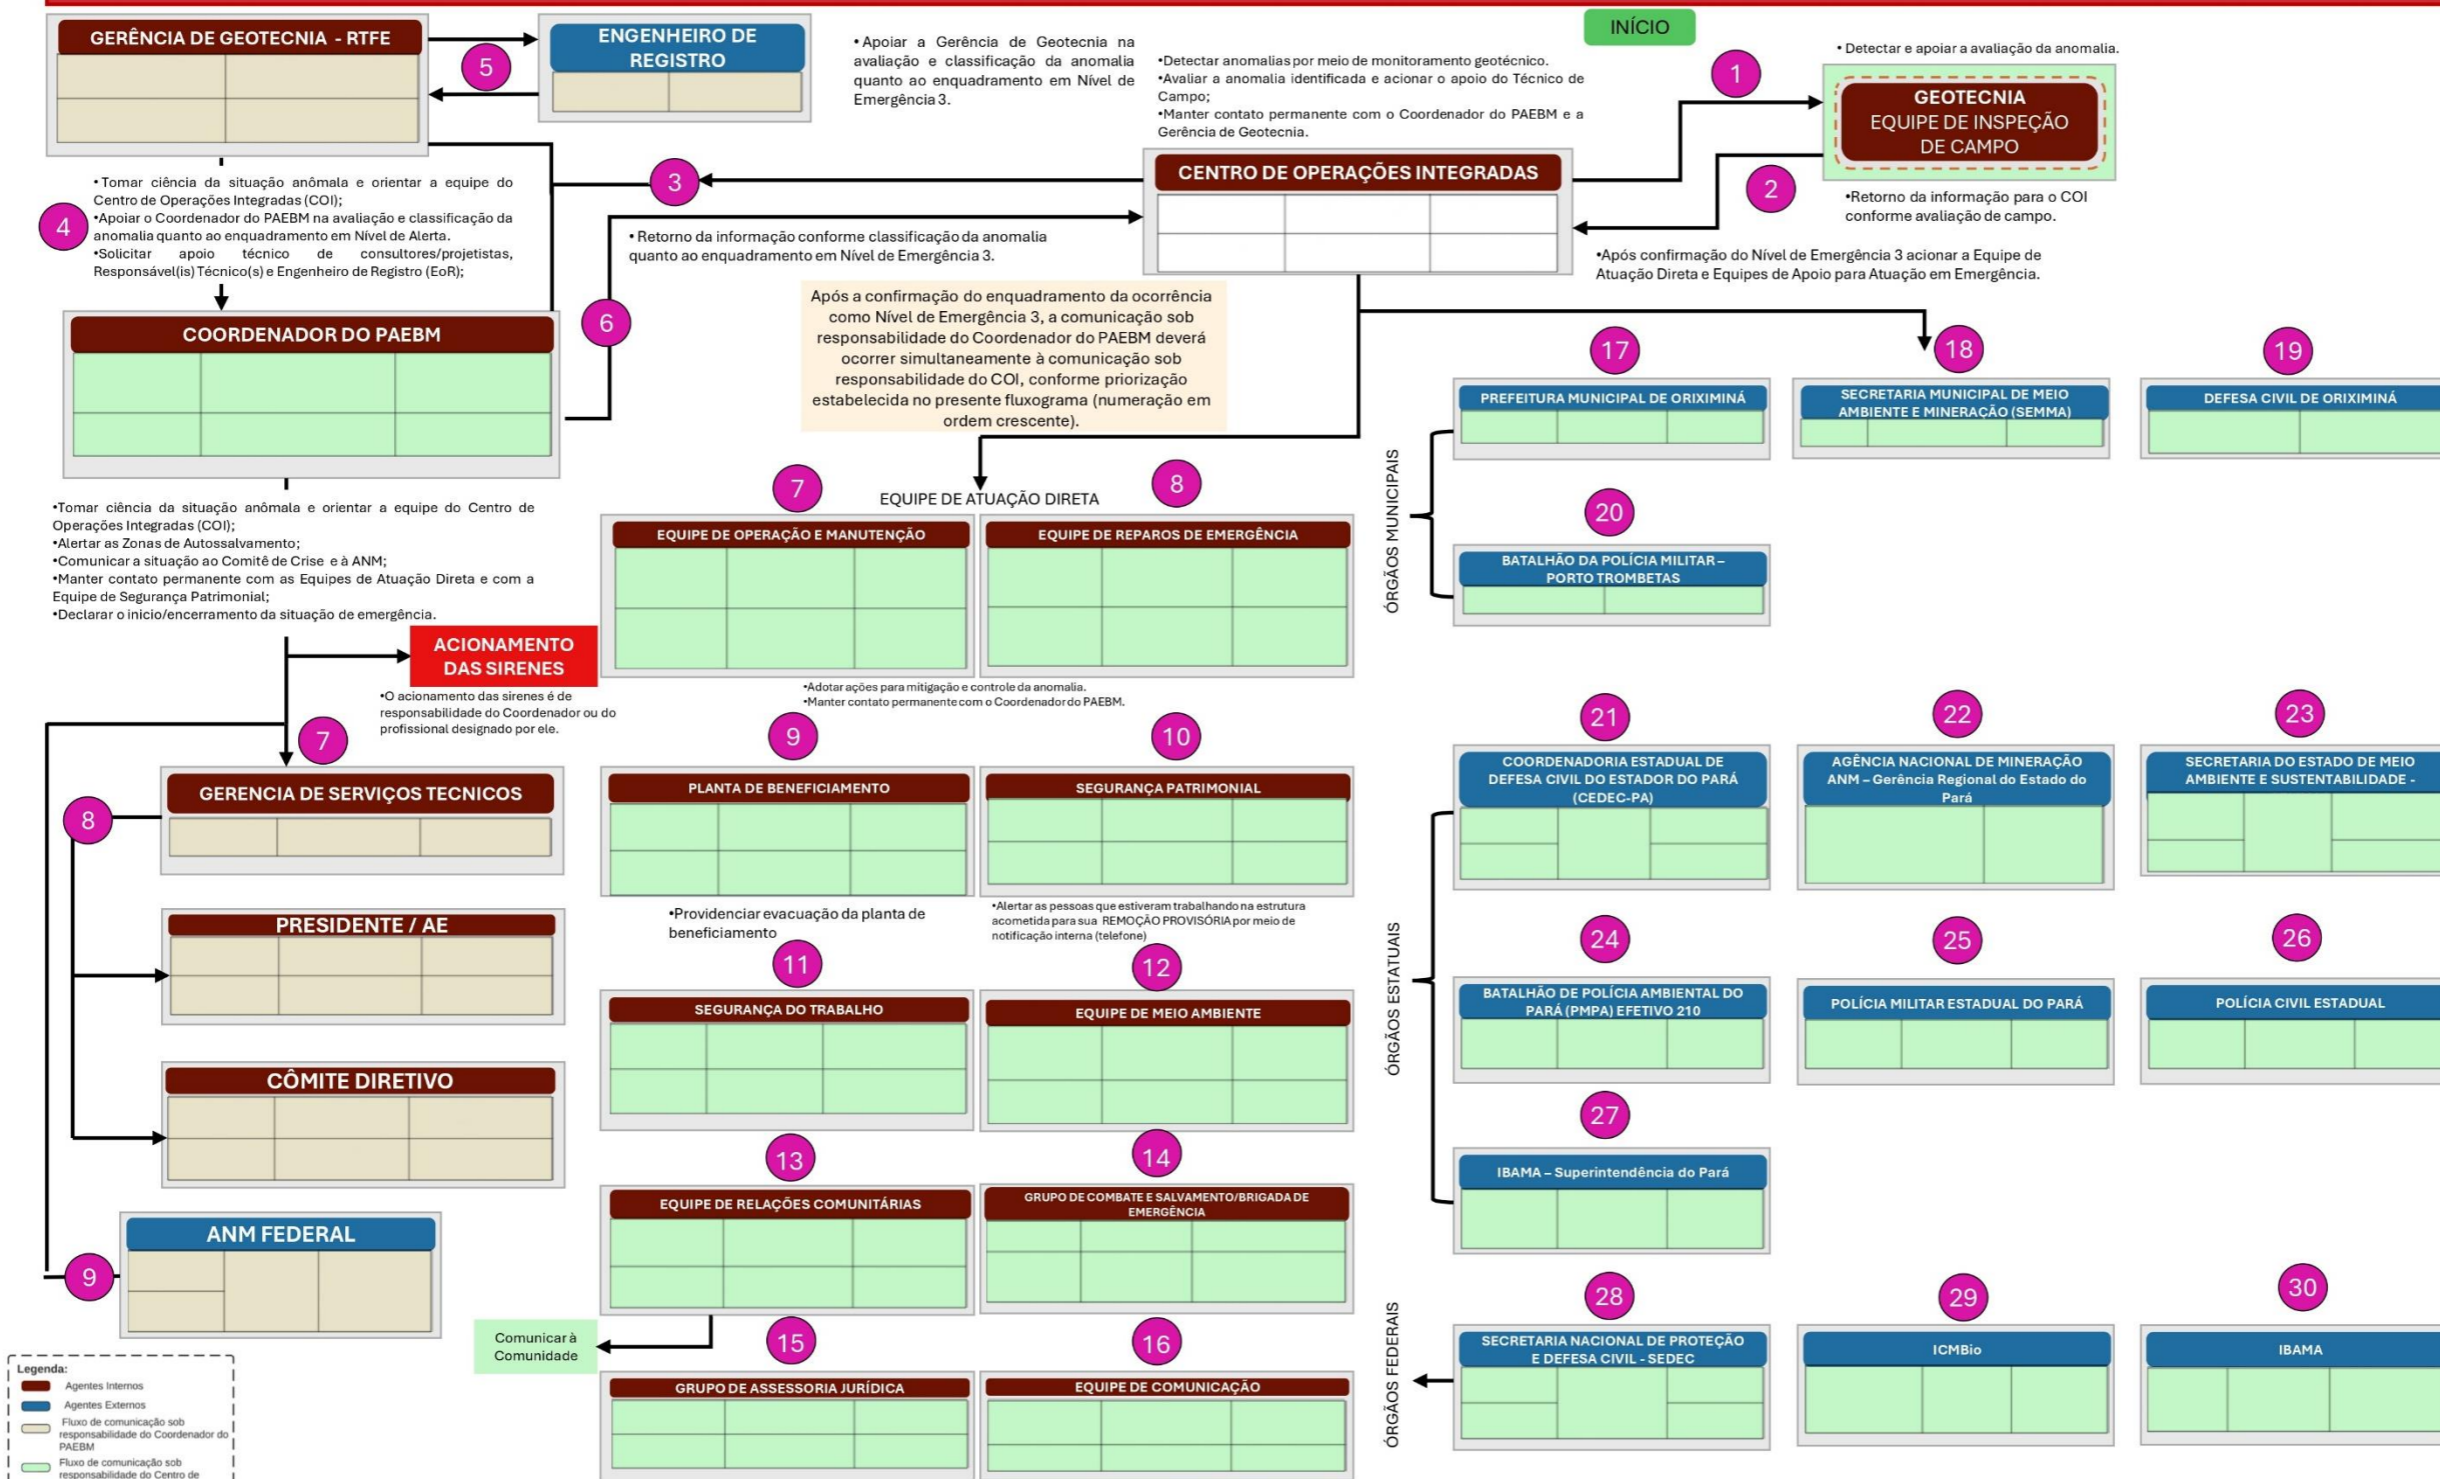 INÍCIO
GERÊNCIA DE GEOTECNIA - RTFE
5
ENGENHEIRO DE
REGISTRO
•Apoiar a Gerência de Geotecnia na
avaliação e classificação da anomalia
quanto ao enquadramento em Nível de
Emergência 3.
•Detectar anomalias por meio de monitoramento geotécnico.
•Avaliar a anomalia identificada e acionar o apoio do Técnico de
Campo;
•Manter contato permanente com o Coordenador do PAEBM e a
Gerência de Geotecnia.
1
• Detectar e apoiar a avaliação da anomalia.
GEOTECNIA
EQUIPE DE INSPEÇÃO
DE CAMPO
2
•Retorno da informação para o COI
conforme avaliação de campo.
CENTRO DE OPERAÇÕES INTEGRADAS
3
4
•Tomar ciência da situação anômala e orientar a equipe do
Centro de Operações Integradas (COI);
•Apoiar o Coordenador do PAEBM na avaliação e classificação da
anomalia quanto ao enquadramento em Nível de Alerta.
•Solicitar apoio técnico de consultores/projetistas,
Responsável(is) Técnico(s) e Engenheiro de Registro (EoR);
• Retorno da informação conforme classificação da anomalia
quanto ao enquadramento em Nível de Emergência 3.
•Após confirmação do Nível de Emergência 3 acionar a Equipe de
Atuação Direta e Equipes de Apoio para Atuação em Emergência.
COORDENADOR DO PAEBM
6
Após a confirmação do enquadramento da ocorrência
como Nível de Emergência 3, a comunicação sob
responsabilidade do Coordenador do PAEBM deverá
ocorrer simultaneamente à comunicação sob
responsabilidade do COI, conforme priorização
estabelecida no presente fluxograma (numeração em
ordem crescente).
•Tomar ciência da situação anômala e orientar a equipe do Centro de
Operações Integradas (COI);
•Alertar as Zonas de Autossalvamento;
•Comunicar a situação ao Comitê de Crise e à ANM;
•Manter contato permanente com as Equipes de Atuação Direta e com a
Equipe de Segurança Patrimonial;
•Declarar o inicio/encerramento da situação de emergência.
ACIONAMENTO
DAS SIRENES
•O acionamento das sirenes é de
responsabilidade do Coordenador ou do
profissional designado por ele.
7
GERENCIA DE SERVIÇOS TECNICOS
8
PRESIDENTE / AE
CÔMITE DIRETIVO
ANM FEDERAL
9
7
EQUIPE DE ATUAÇÃO DIRETA
8
EQUIPE DE OPERAÇÃO E MANUTENÇÃO
EQUIPE DE REPAROS DE EMERGÊNCIA
•Adotar ações para mitigação e controle da anomalia.
•Manter contato permanente com o Coordenador do PAEBM.
9
10
PLANTA DE BENEFICIAMENTO
SEGURANÇA PATRIMONIAL
•Providenciar evacuação da planta de
beneficiamento
•Alertar as pessoas que estiveram trabalhando na estrutura
acometida para sua REMOÇÃO PROVISÓRIA por meio de
notificação interna (telefone)
11
12
SEGURANÇA DO TRABALHO
EQUIPE DE MEIO AMBIENTE
13
14
EQUIPE DE RELAÇÕES COMUNITÁRIAS
GRUPO DE COMBATE E SALVAMENTO/BRIGADA DE
EMERGÊNCIA
Comunicar à
Comunidade
15
16
GRUPO DE ASSESSORIA JURÍDICA
EQUIPE DE COMUNICAÇÃO
ÓRGÃOS MUNICIPAIS
17
18
19
PREFEITURA MUNICIPAL DE ORIXIMINÁ
SECRETARIA MUNICIPAL DE MEIO
AMBIENTE E MINERAÇÃO (SEMMA)
DEFESA CIVIL DE ORIXIMINÁ
20
BATALHÃO DA POLÍCIA MILITAR –
PORTO TROMBETAS
ÓRGÃOS ESTATUAIS
21
22
23
COORDENADORIA ESTADUAL DE
DEFESA CIVIL DO ESTADOR DO PARÁ
(CEDEC-PA)
AGÊNCIA NACIONAL DE MINERAÇÃO
ANM – Gerência Regional do Estado do
Pará
SECRETARIA DO ESTADO DE MEIO
AMBIENTE E SUSTENTABILIDADE -
24
25
26
BATALHÃO DE POLÍCIA AMBIENTAL DO
PARÁ (PMPA) EFETIVO 210
POLÍCIA MILITAR ESTADUAL DO PARÁ
POLÍCIA CIVIL ESTADUAL
27
IBAMA – Superintendência do Pará
ÓRGÃOS FEDERAIS
28
29
30
SECRETARIA NACIONAL DE PROTEÇÃO
E DEFESA CIVIL - SEDEC
ICMBio
IBAMA
Legenda:
Agentes Internos
Agentes Externos
Fluxo de comunicação sob
responsabilidade do Coordenador do
PAEBM
Fluxo de comunicação sob
responsabilidade do Centro de